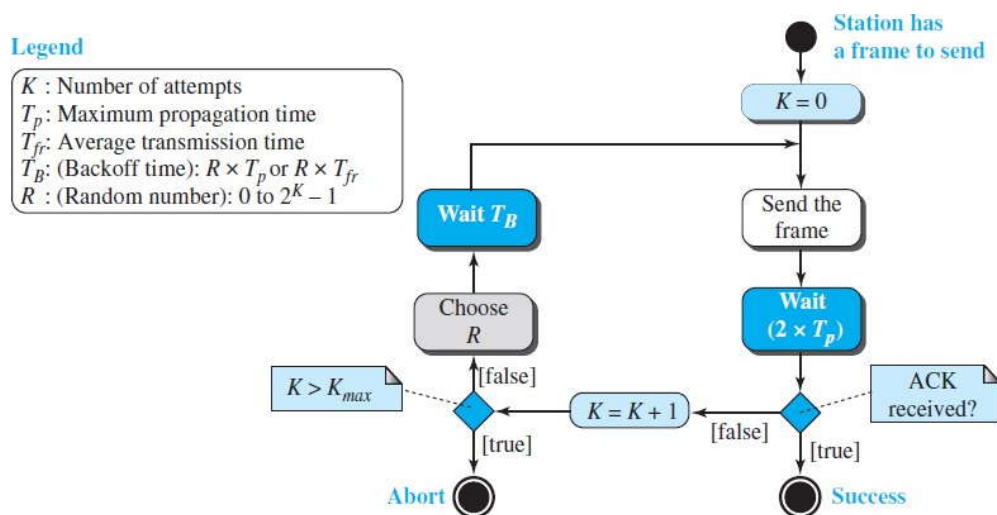 Legend
K : Number of attempts
Tp: Maximum propagation time
Tfr: Average transmission time
TB: (Backoff time): R × Tp or R × Tfr
R : (Random number): 0 to 2^K – 1
Station has
a frame to send
K = 0
Send the
frame
Wait
(2 × Tp)
ACK
received?
[true]
Success
[false]
K = K + 1
K > Kmax
[true]
Abort
[false]
Choose
R
Wait TB